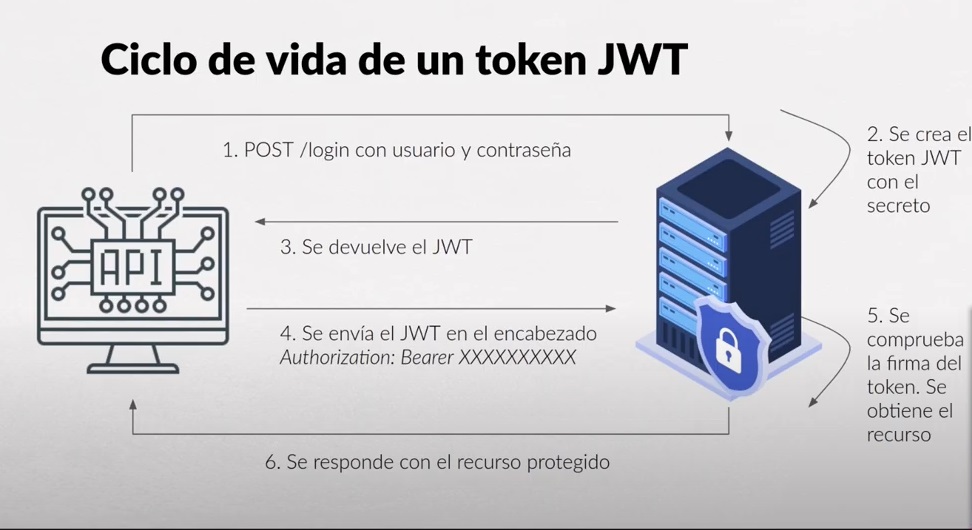 Ciclo de vida de un token JWT
1. POST /login con usuario y contraseña
2. Se crea el
token JWT
con el
secreto
API
3. Se devuelve el JWT
4. Se envía el JWT en el encabezado
Authorization: Bearer XXXXXXXXXX
5. Se
comprueba
la firma del
token. Se
obtiene el
recurso
6. Se responde con el recurso protegido